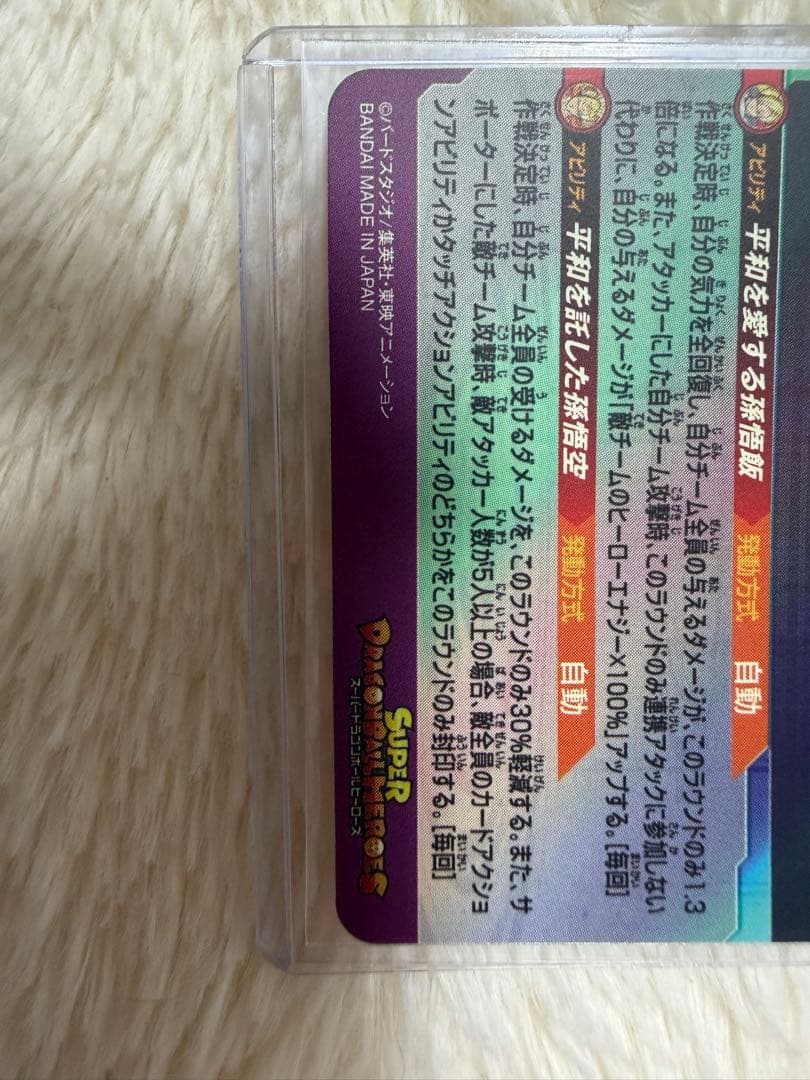 アビリティ 平和を愛する孫悟飯 発動方式 自動
作戦決定時、自分の気力を全回復し、自分チーム全員の与えるダメージが、このラウンドのみ1.3
倍になる。また、アタッカーにした自分チーム攻撃時、このラウンドのみ連携アタックに参加しない
代わりに、自分の与えるダメージが「敵チームのヒーローエナジー×100%」アップする。[毎回]
アビリティ 平和を託した孫悟空 発動方式 自動
作戦決定時、自分チーム全員の受けるダメージを、このラウンドのみ30%軽減する。また、サ
ポーターにした敵チーム攻撃時、敵アタッカー人数が5人以上の場合、敵全員のカードアクショ
ンアビリティかタッチアクションアビリティのどちらかをこのラウンドのみ封印する。[毎回]
©バードスタジオ/集英社・東映アニメーション
BANDAI MADE IN JAPAN
SUPER
DRAGONBALL HEROES
スーパードラゴンボールヒーローズ